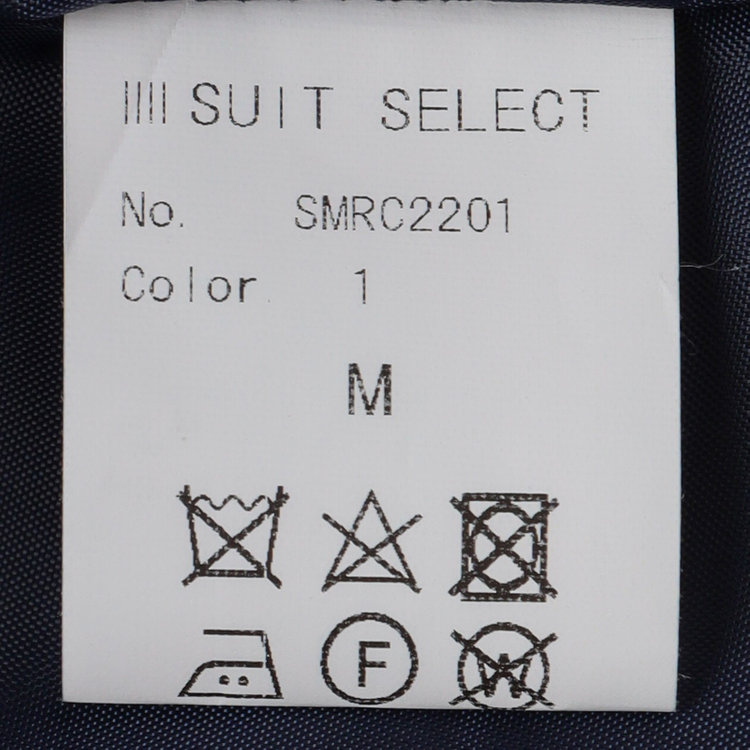 SUIT SELECT
No. SMRC2201
Color 1
M
F
W